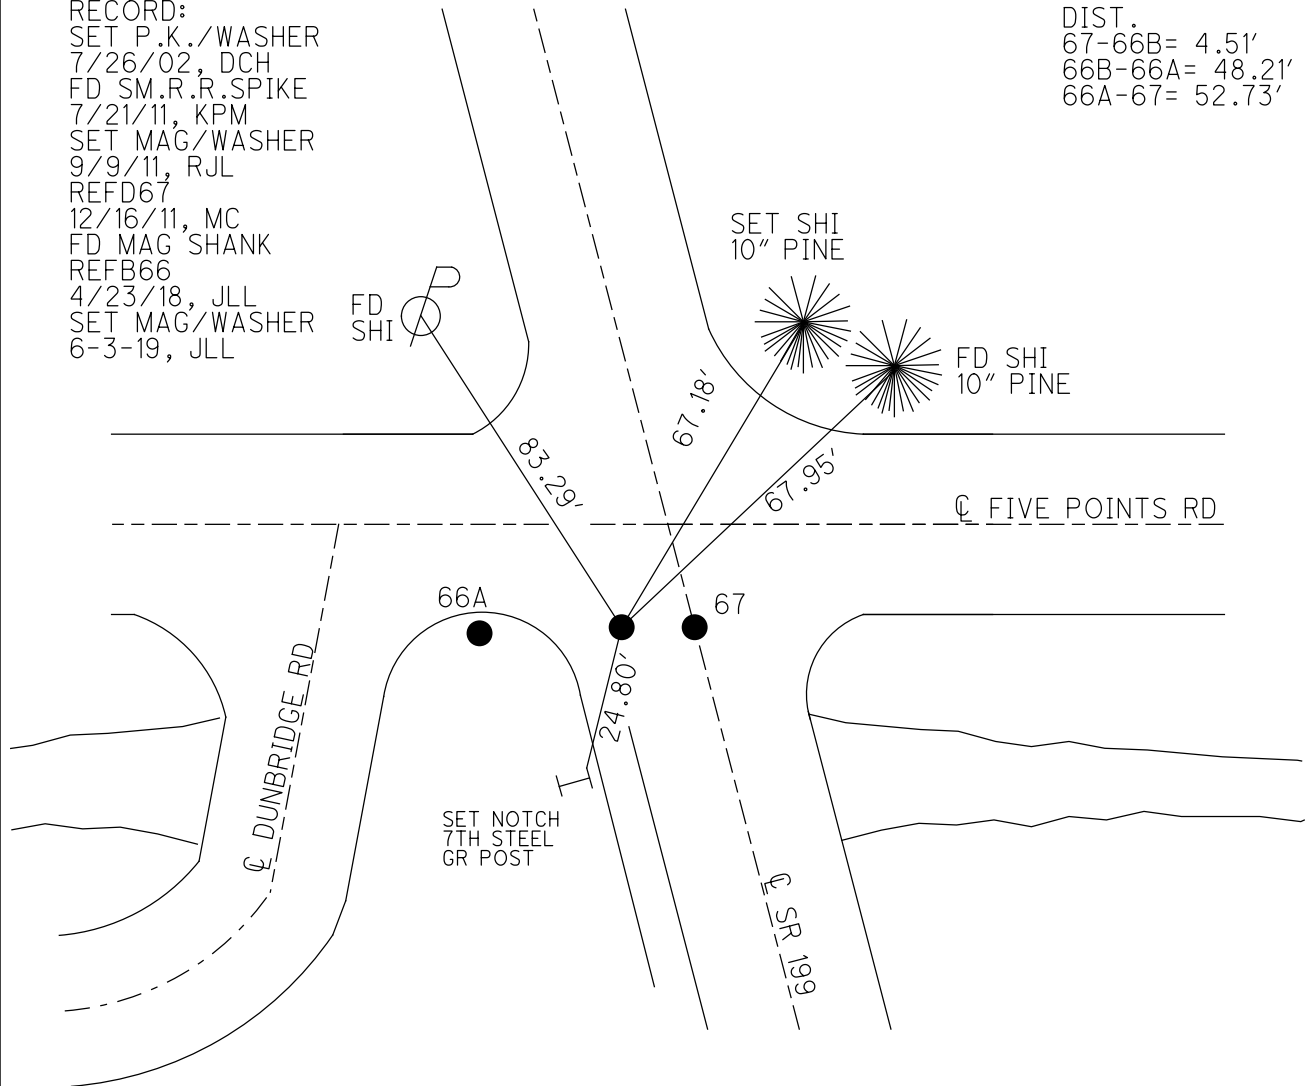 RECORD:
SET P.K./WASHER
7/26/02, DCH
FD SM.R.R.SPIKE
7/21/11, KPM
SET MAG/WASHER
9/9/11, RJL
REFD67
12/16/11, MC
FD MAG SHANK
REFB66
4/23/18, JLL
SET MAG/WASHER
6-3-19, JLL
DIST.
67-66B= 4.51'
66B-66A= 48.21'
66A-67= 52.73'
SET SHI
10" PINE
FD
SHI
FD SHI
10" PINE
67.18'
83.29'
67.95'
℄ FIVE POINTS RD
66A
67
24.80'
℄ DUNBRIDGE RD
SET NOTCH
7TH STEEL
GR POST
℄ SR 199